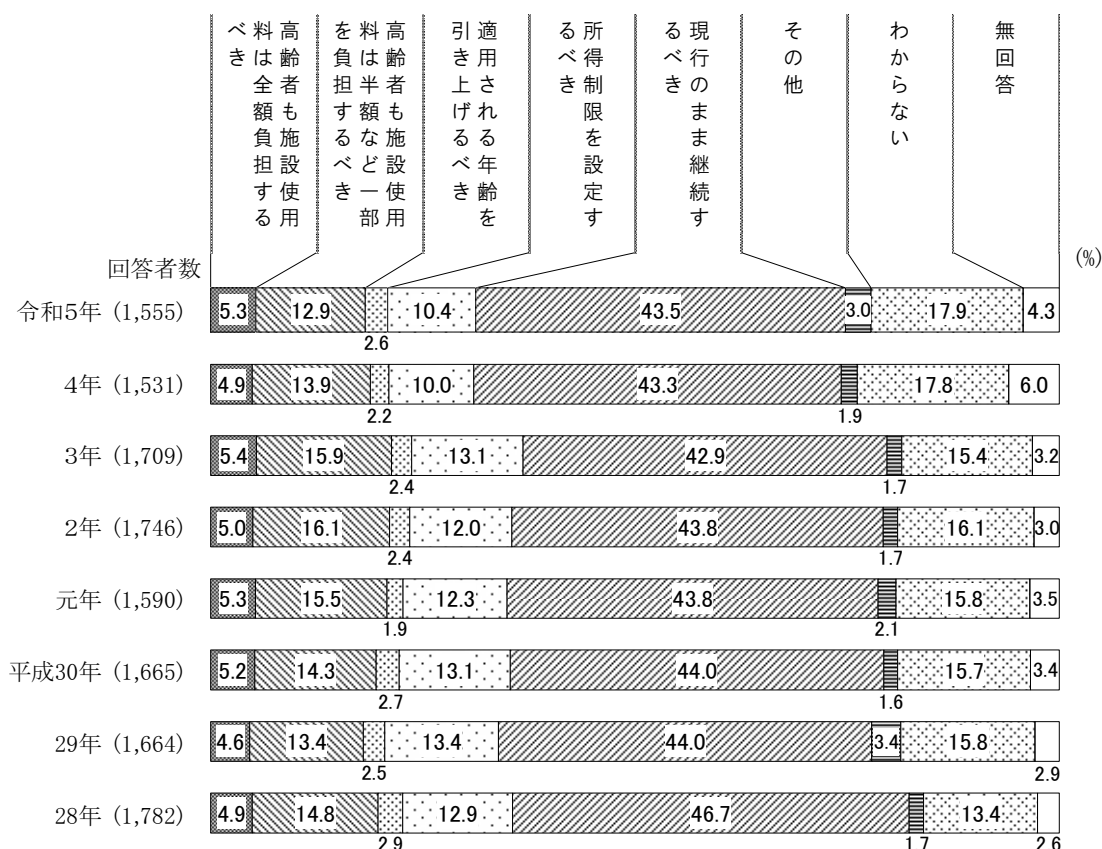 高齢者も施設使用
料は全額負担する
べき
高齢者も施設使用
料は半額など一部
を負担するべき
適用される年齢を
引き上げるべき
所得制限を設定す
るべき
現行のまま継続す
るべき
その他
わからない
無回答
回答者数
(%)
令和5年 (1,555)
5.3
12.9
2.6
10.4
43.5
3.0
17.9
4.3
4年 (1,531)
4.9
13.9
2.2
10.0
43.3
1.9
17.8
6.0
3年 (1,709)
5.4
15.9
2.4
13.1
42.9
1.7
15.4
3.2
2年 (1,746)
5.0
16.1
2.4
12.0
43.8
1.7
16.1
3.0
元年 (1,590)
5.3
15.5
1.9
12.3
43.8
2.1
15.8
3.5
平成30年 (1,665)
5.2
14.3
2.7
13.1
44.0
1.6
15.7
3.4
29年 (1,664)
4.6
13.4
2.5
13.4
44.0
3.4
15.8
2.9
28年 (1,782)
4.9
14.8
2.9
12.9
46.7
1.7
13.4
2.6